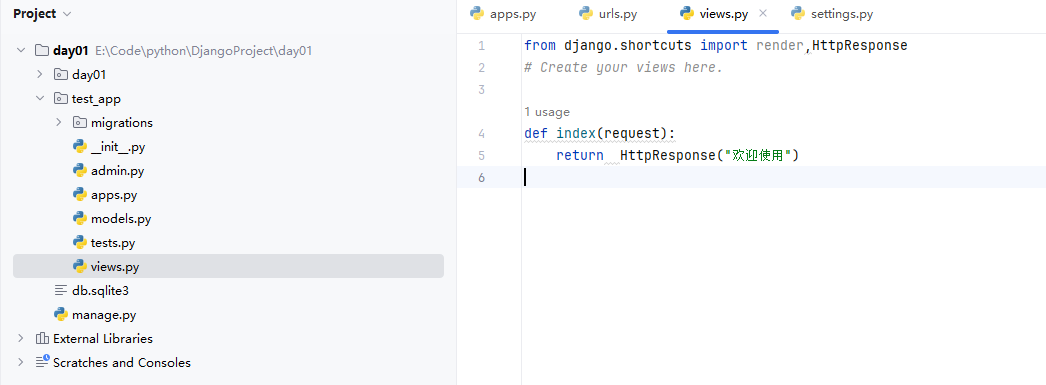 Project
day01 E:\Code\python\DjangoProject\day01
day01
test_app
migrations
__init__.py
admin.py
apps.py
models.py
tests.py
views.py
db.sqlite3
manage.py
External Libraries
Scratches and Consoles
apps.py urls.py views.py settings.py
1 from django.shortcuts import render,HttpResponse
2 # Create your views here.
3
1 usage
4 def index(request):
5 return  HttpResponse("欢迎使用")
6